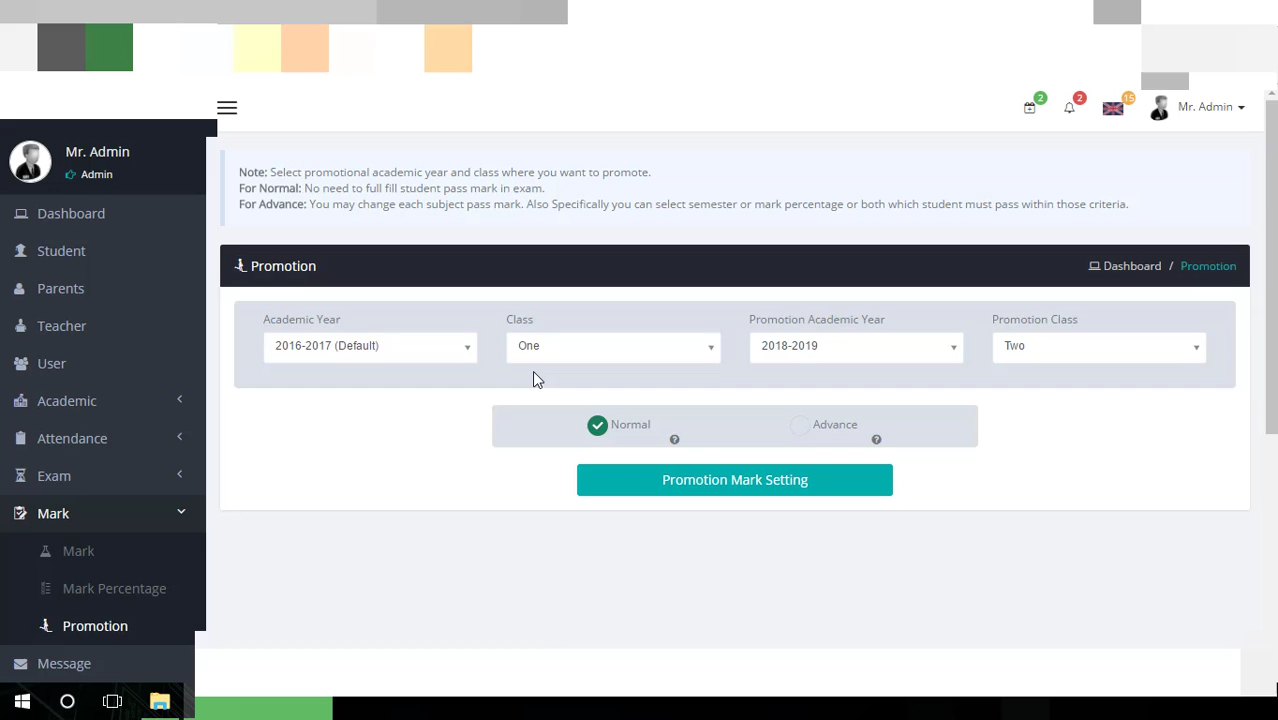 2
2
15
Mr. Admin
Mr. Admin
Admin
Dashboard
Student
Parents
Teacher
User
Academic
Attendance
Exam
Mark
Mark
Mark Percentage
Promotion
Message
Note: Select promotional academic year and class where you want to promote.
For Normal: No need to full fill student pass mark in exam.
For Advance: You may change each subject pass mark. Also Specifically you can select semester or mark percentage or both which student must pass within those criteria.
Promotion
Dashboard / Promotion
Academic Year
Class
Promotion Academic Year
Promotion Class
2016-2017 (Default)
One
2018-2019
Two
Normal
Advance
Promotion Mark Setting